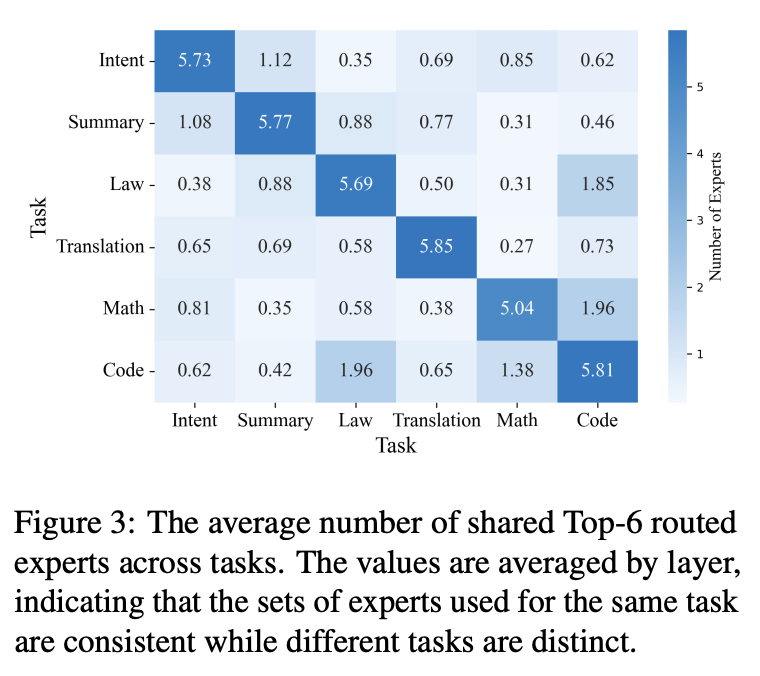 Intent 5.73 1.12 0.35 0.69 0.85 0.62
Summary 1.08 5.77 0.88 0.77 0.31 0.46
Law 0.38 0.88 5.69 0.50 0.31 1.85
Translation 0.65 0.69 0.58 5.85 0.27 0.73
Math 0.81 0.35 0.58 0.38 5.04 1.96
Code 0.62 0.42 1.96 0.65 1.38 5.81
Task
Intent Summary Law Translation Math Code
Task
5
4
3
2
1
Number of Experts
Figure 3: The average number of shared Top-6 routed
experts across tasks. The values are averaged by layer,
indicating that the sets of experts used for the same task
are consistent while different tasks are distinct.